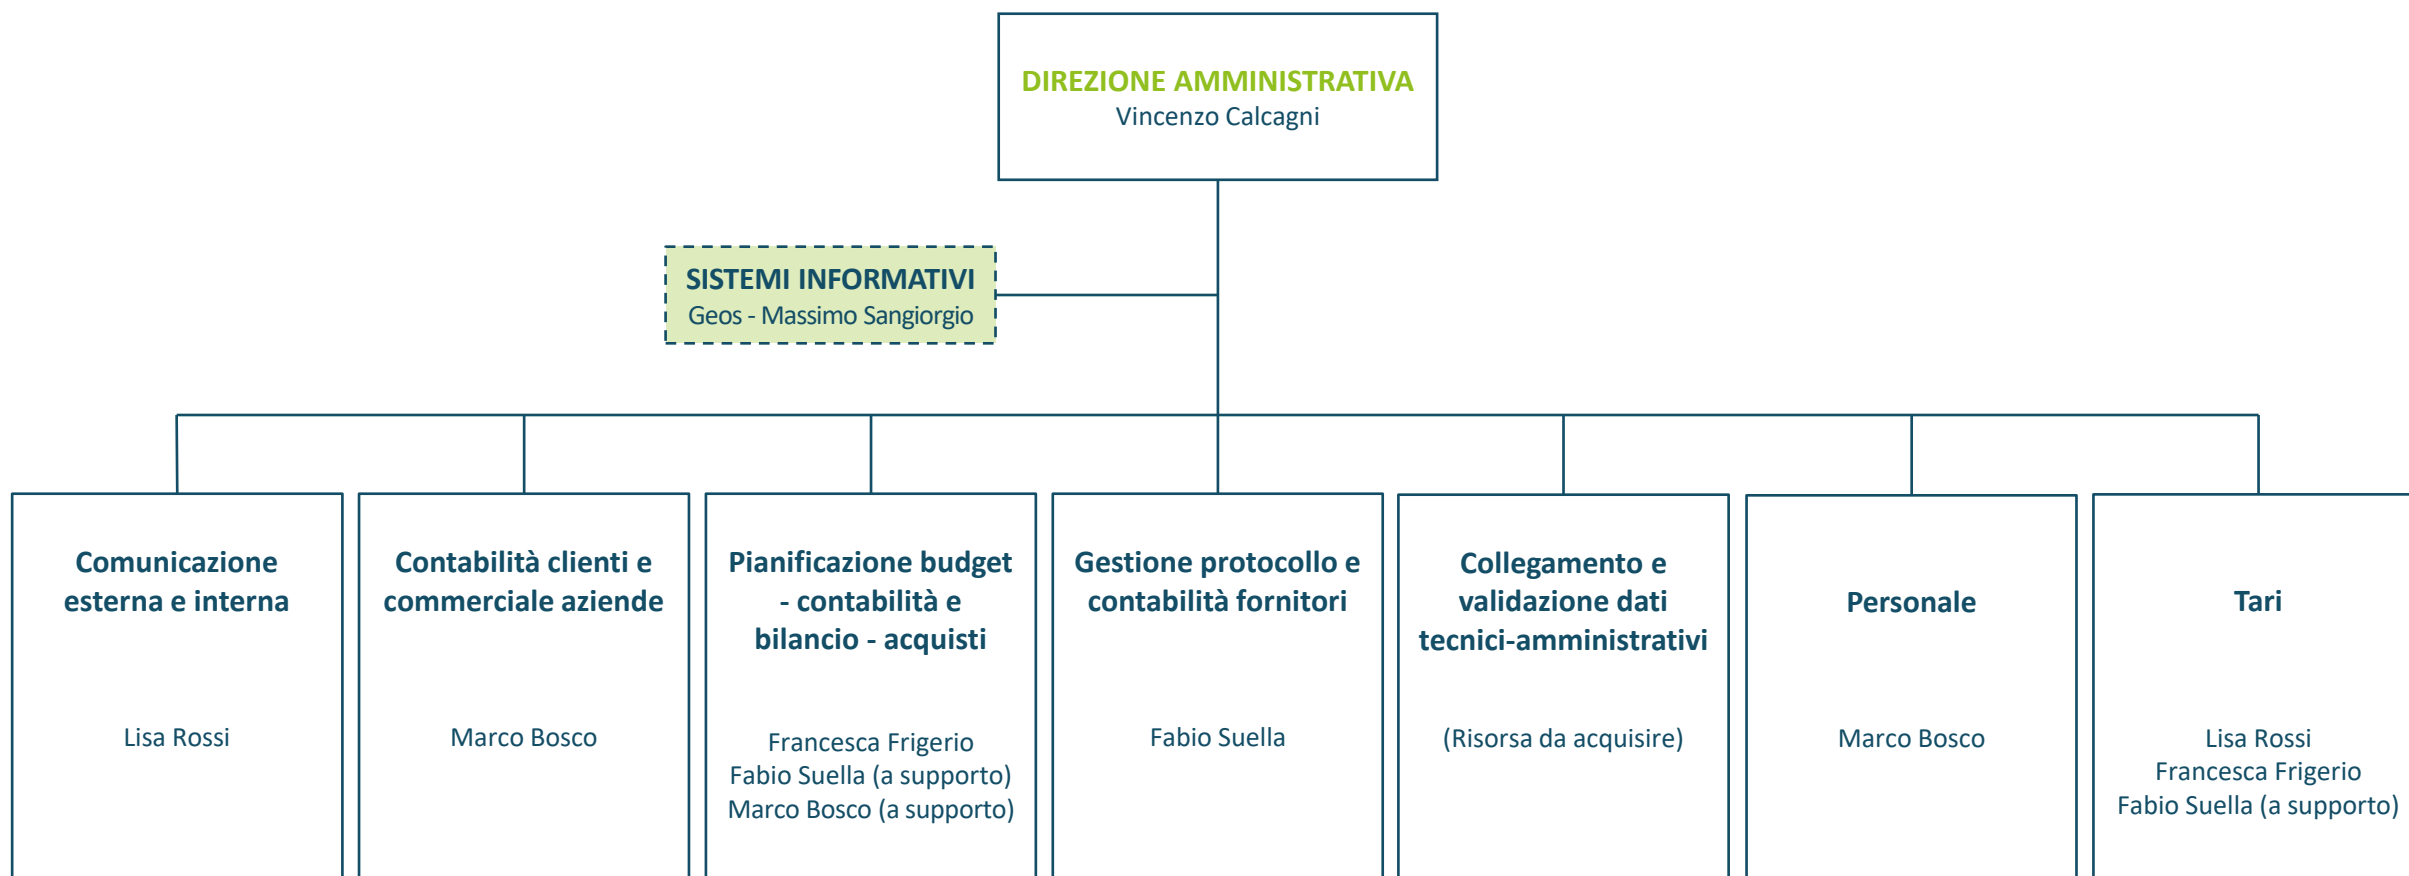 DIREZIONE AMMINISTRATIVA
Vincenzo Calcagni
SISTEMI INFORMATIVI
Geos - Massimo Sangiorgio
Comunicazione
esterna e interna
Lisa Rossi
Contabilità clienti e
commerciale aziende
Marco Bosco
Pianificazione budget
- contabilità e
bilancio - acquisti
Francesca Frigerio
Fabio Suella (a supporto)
Marco Bosco (a supporto)
Gestione protocollo e
contabilità fornitori
Fabio Suella
Collegamento e
validazione dati
tecnici-amministrativi
(Risorsa da acquisire)
Personale
Marco Bosco
Tari
Lisa Rossi
Francesca Frigerio
Fabio Suella (a supporto)